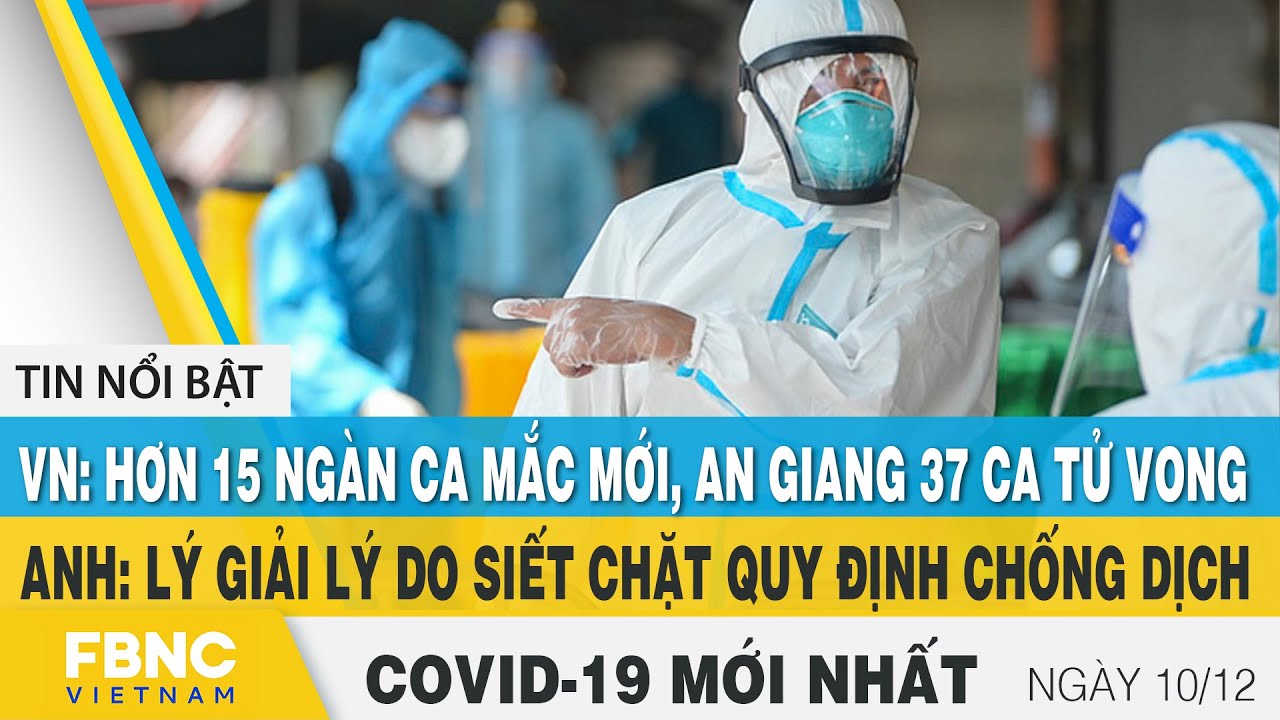 TIN NỔI BẬT
VN: HƠN 15 NGÀN CA MẮC MỚI, AN GIANG 37 CA TỬ VONG
ANH: LÝ GIẢI LÝ DO SIẾT CHẶT QUY ĐỊNH CHỐNG DỊCH
FBNC
VIETNAM
COVID-19 MỚI NHẤT
NGÀY 10/12